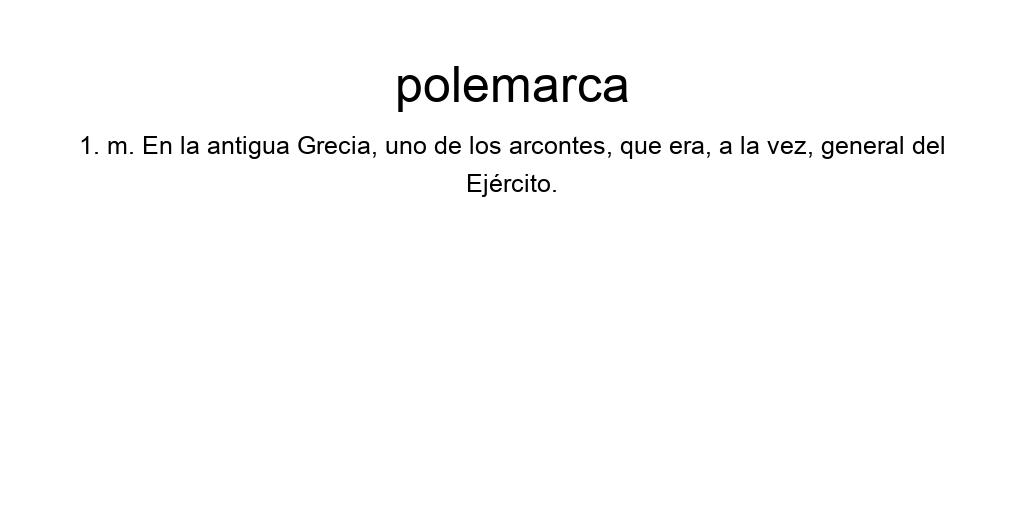 polemarca
1. m. En la antigua Grecia, uno de los arcontes, que era, a la vez, general del
Ejército.